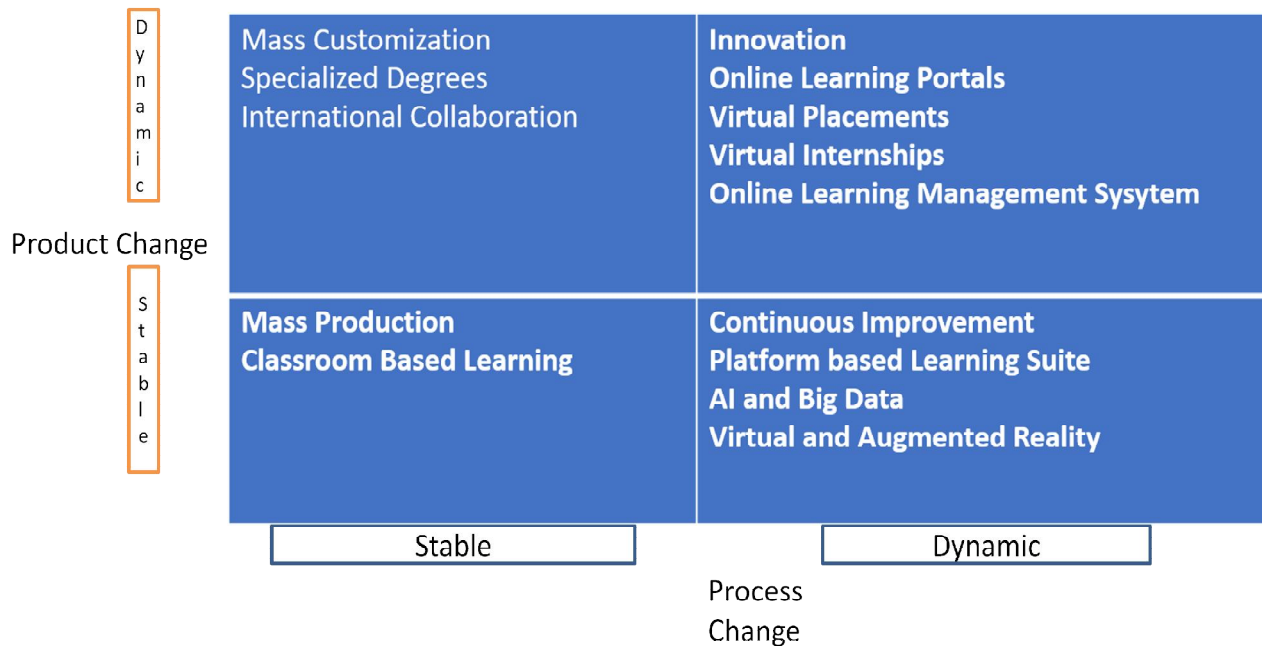 Dynamic
Mass Customization
Specialized Degrees
International Collaboration
Innovation
Online Learning Portals
Virtual Placements
Virtual Internships
Online Learning Management Sysytem
Product Change
Stable
Mass Production
Classroom Based Learning
Continuous Improvement
Platform based Learning Suite
AI and Big Data
Virtual and Augmented Reality
Stable
Dynamic
Process
Change